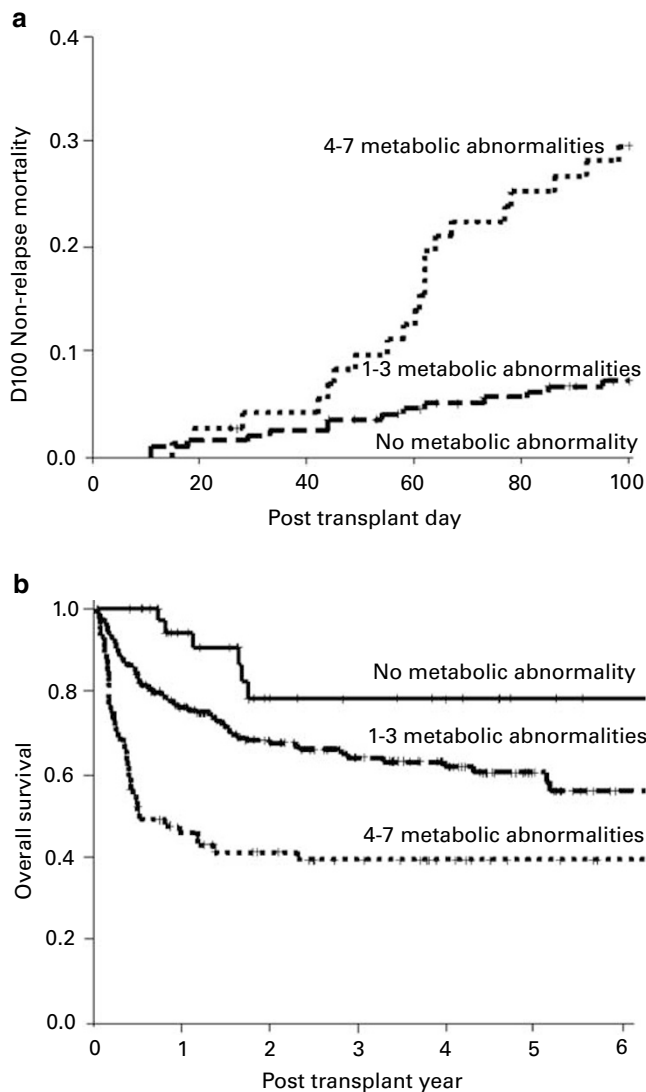 a
0.4
0.3
0.2
0.1
0.0
D100 Non-relapse mortality
4-7 metabolic abnormalities
1-3 metabolic abnormalities
No metabolic abnormality
0 20 40 60 80 100
Post transplant day
b
1.0
0.8
0.6
0.4
0.2
0.0
Overall survival
No metabolic abnormality
1-3 metabolic abnormalities
4-7 metabolic abnormalities
0 1 2 3 4 5 6
Post transplant year